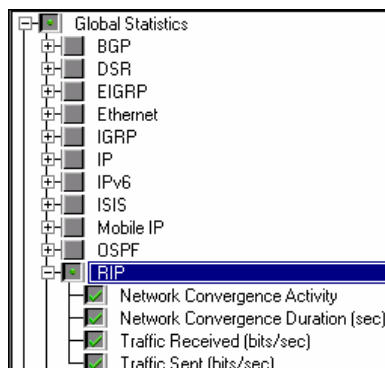 Global Statistics
BGP
DSR
EIGRP
Ethernet
IGRP
IP
IPv6
ISIS
Mobile IP
OSPF
RIP
Network Convergence Activity
Network Convergence Duration (sec)
Traffic Received (bits/sec)
Traffic Sent (bits/sec)